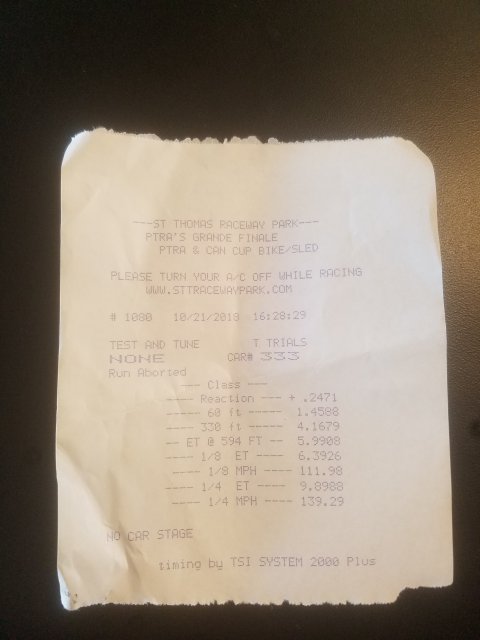 ---ST THOMAS RACEWAY PARK---
PTRA'S GRANDE FINALE
PTRA & CAN CUP BIKE/SLED
PLEASE TURN YOUR A/C OFF WHILE RACING
WWW.STTRACEWAYPARK.COM
# 1080 10/21/2018 16:28:29
TEST AND TUNE T TRIALS
NONE CAR# 333
Run Aborted
--- Class ---
---- Reaction --- + .2471
----- 60 ft ----- 1.4588
---- 330 ft ----- 4.1679
-- ET @ 594 FT -- 5.9908
---- 1/8 ET ---- 6.3926
---- 1/8 MPH ---- 111.98
---- 1/4 ET ---- 9.8988
---- 1/4 MPH ---- 139.29
NO CAR STAGE
timing by TSI SYSTEM 2000 Plus